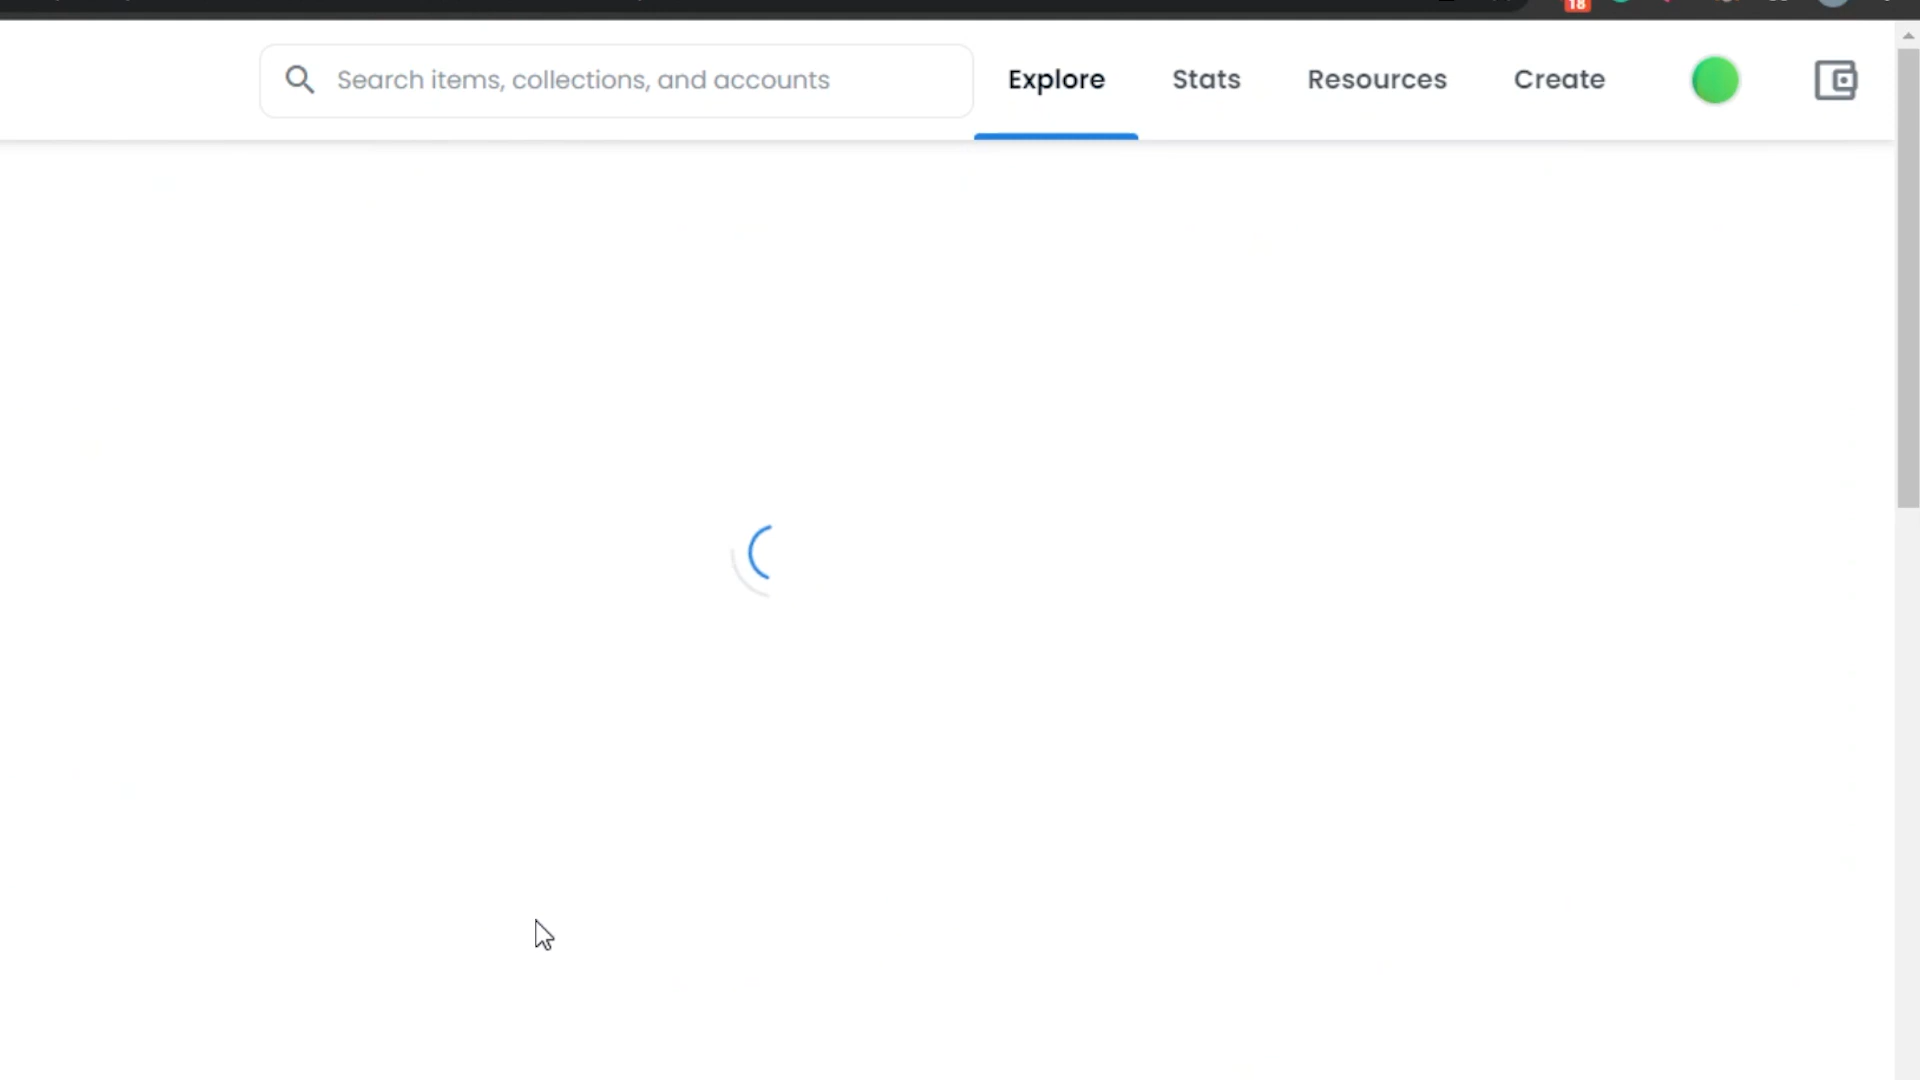 18
Search items, collections, and accounts
Explore
Stats
Resources
Create